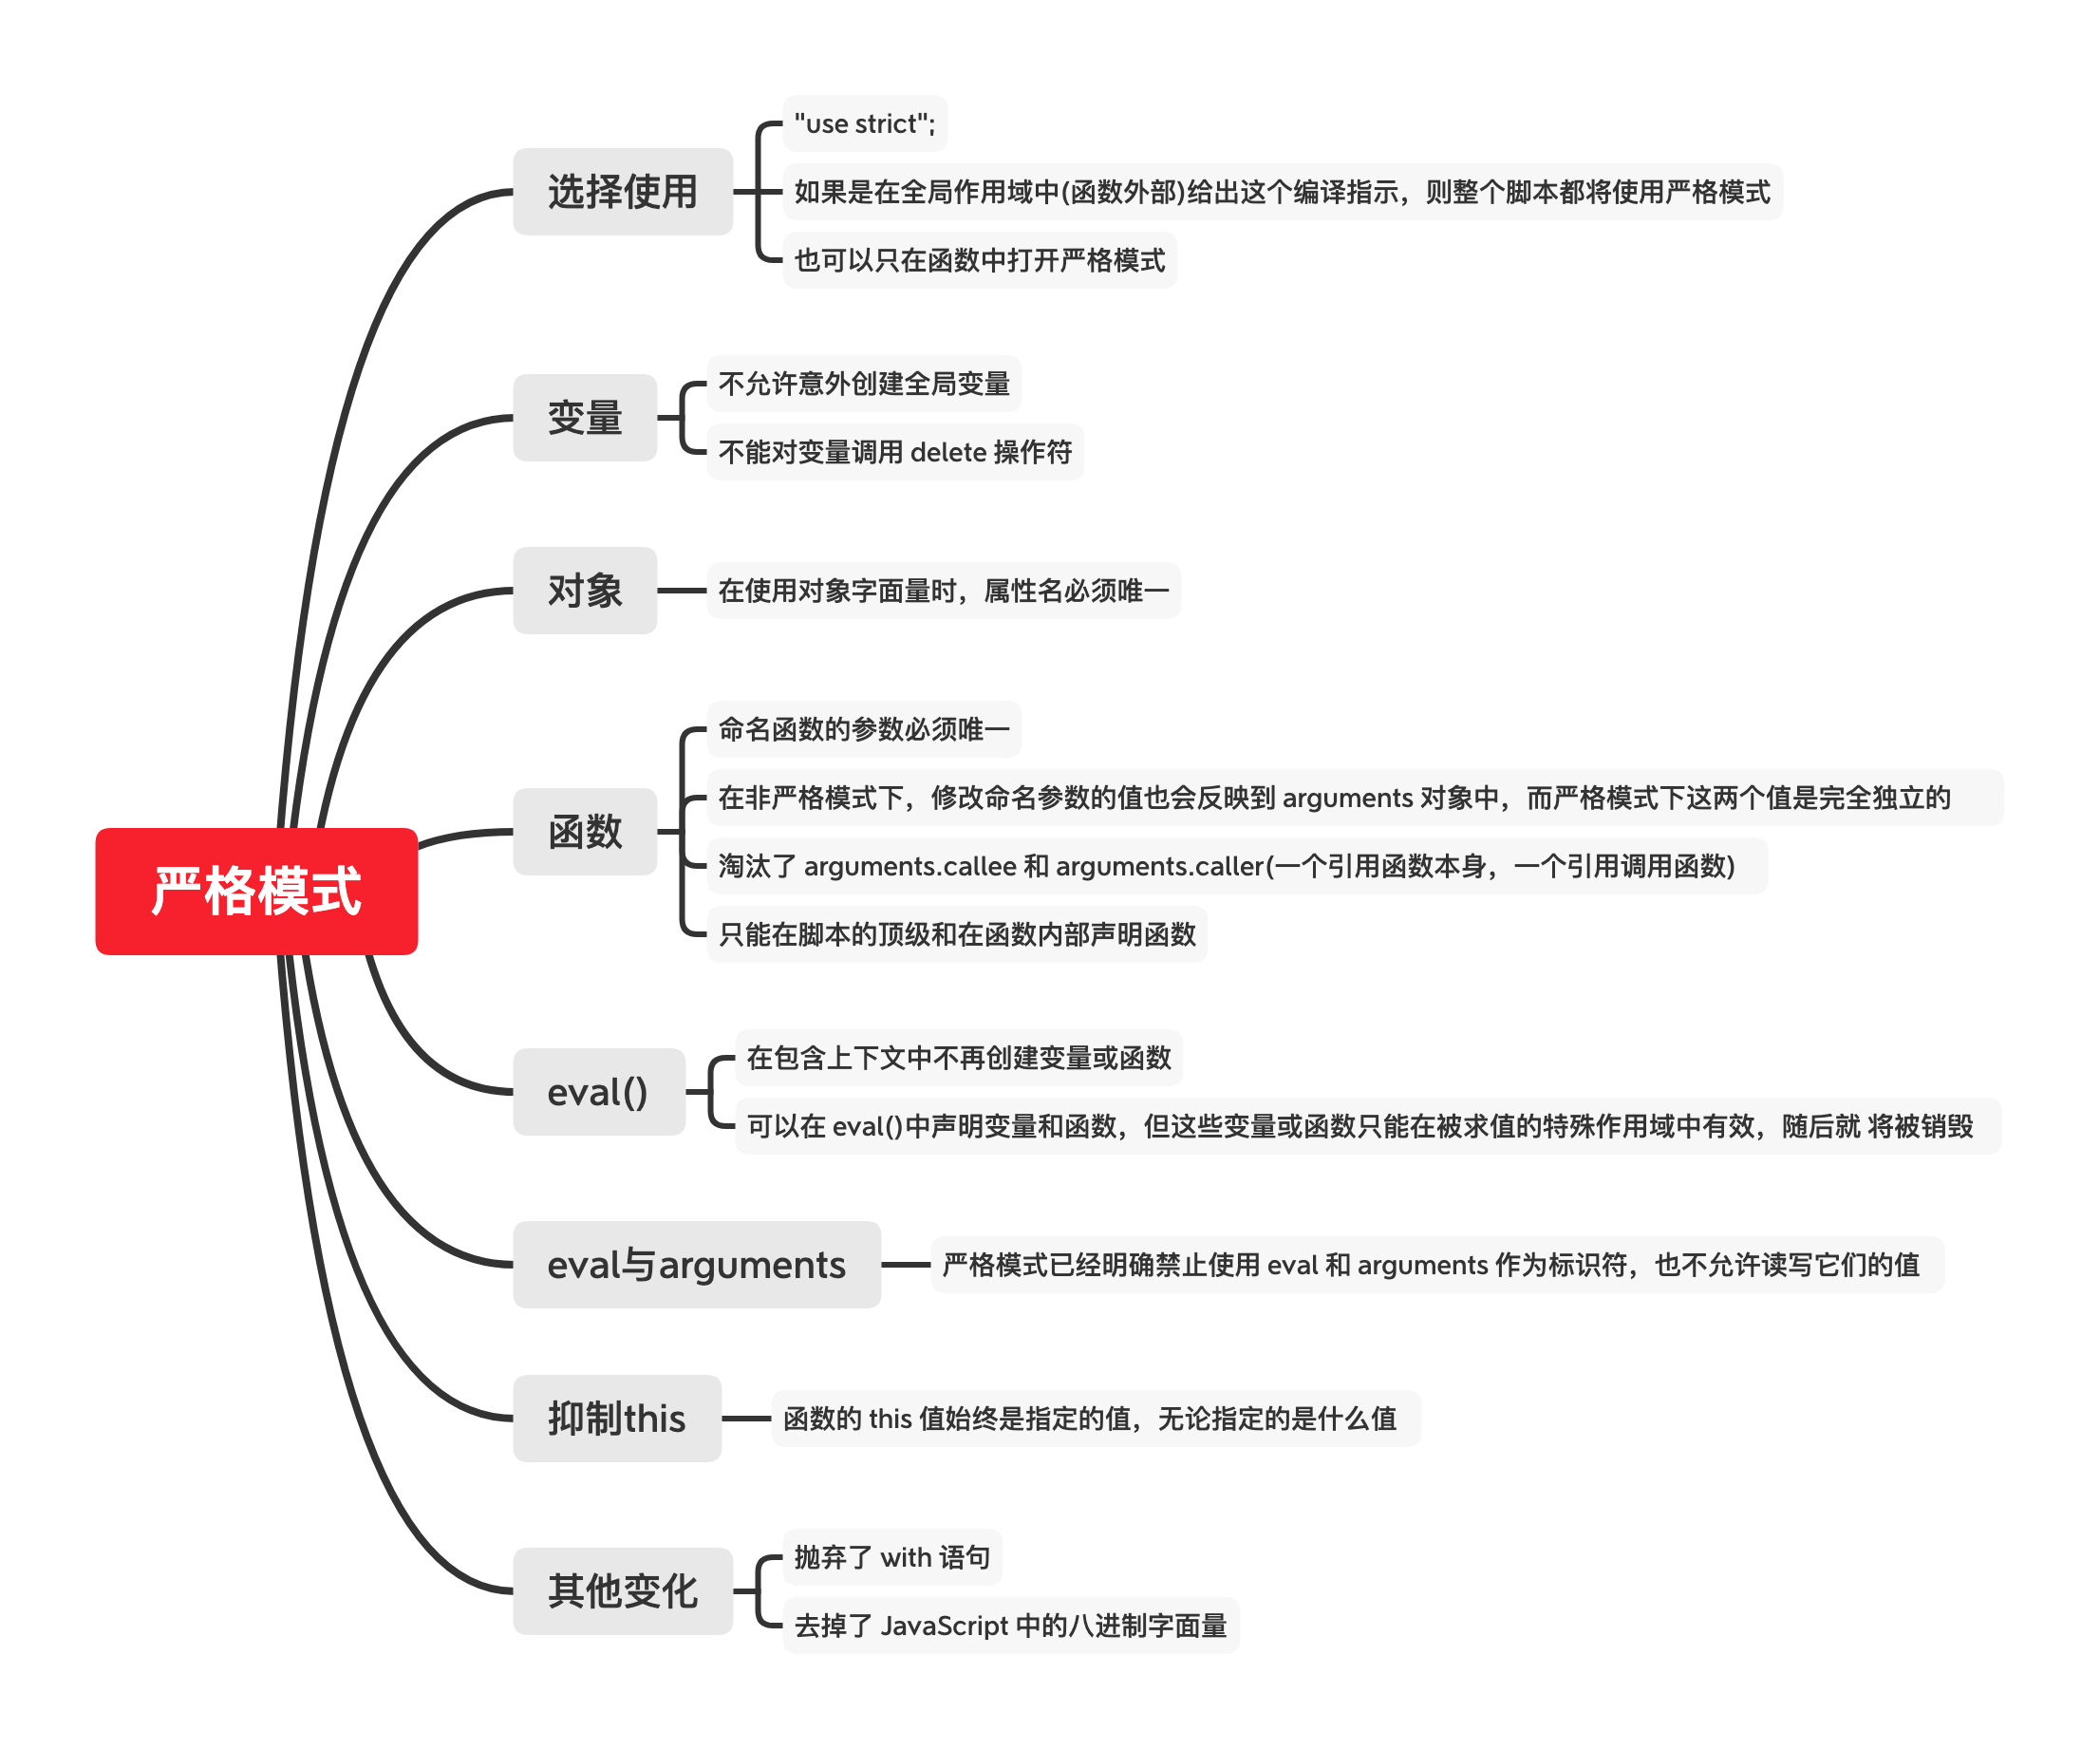 严格模式
选择使用
"use strict";
如果是在全局作用域中(函数外部)给出这个编译指示，则整个脚本都将使用严格模式
也可以只在函数中打开严格模式
变量
不允许意外创建全局变量
不能对变量调用 delete 操作符
对象
在使用对象字面量时，属性名必须唯一
函数
命名函数的参数必须唯一
在非严格模式下，修改命名参数的值也会反映到 arguments 对象中，而严格模式下这两个值是完全独立的
淘汰了 arguments.callee 和 arguments.caller(一个引用函数本身，一个引用调用函数)
只能在脚本的顶级和在函数内部声明函数
eval()
在包含上下文中不再创建变量或函数
可以在 eval()中声明变量和函数，但这些变量或函数只能在被求值的特殊作用域中有效，随后就 将被销毁
eval与arguments
严格模式已经明确禁止使用 eval 和 arguments 作为标识符，也不允许读写它们的值
抑制this
函数的 this 值始终是指定的值，无论指定的是什么值
其他变化
抛弃了 with 语句
去掉了 JavaScript 中的八进制字面量